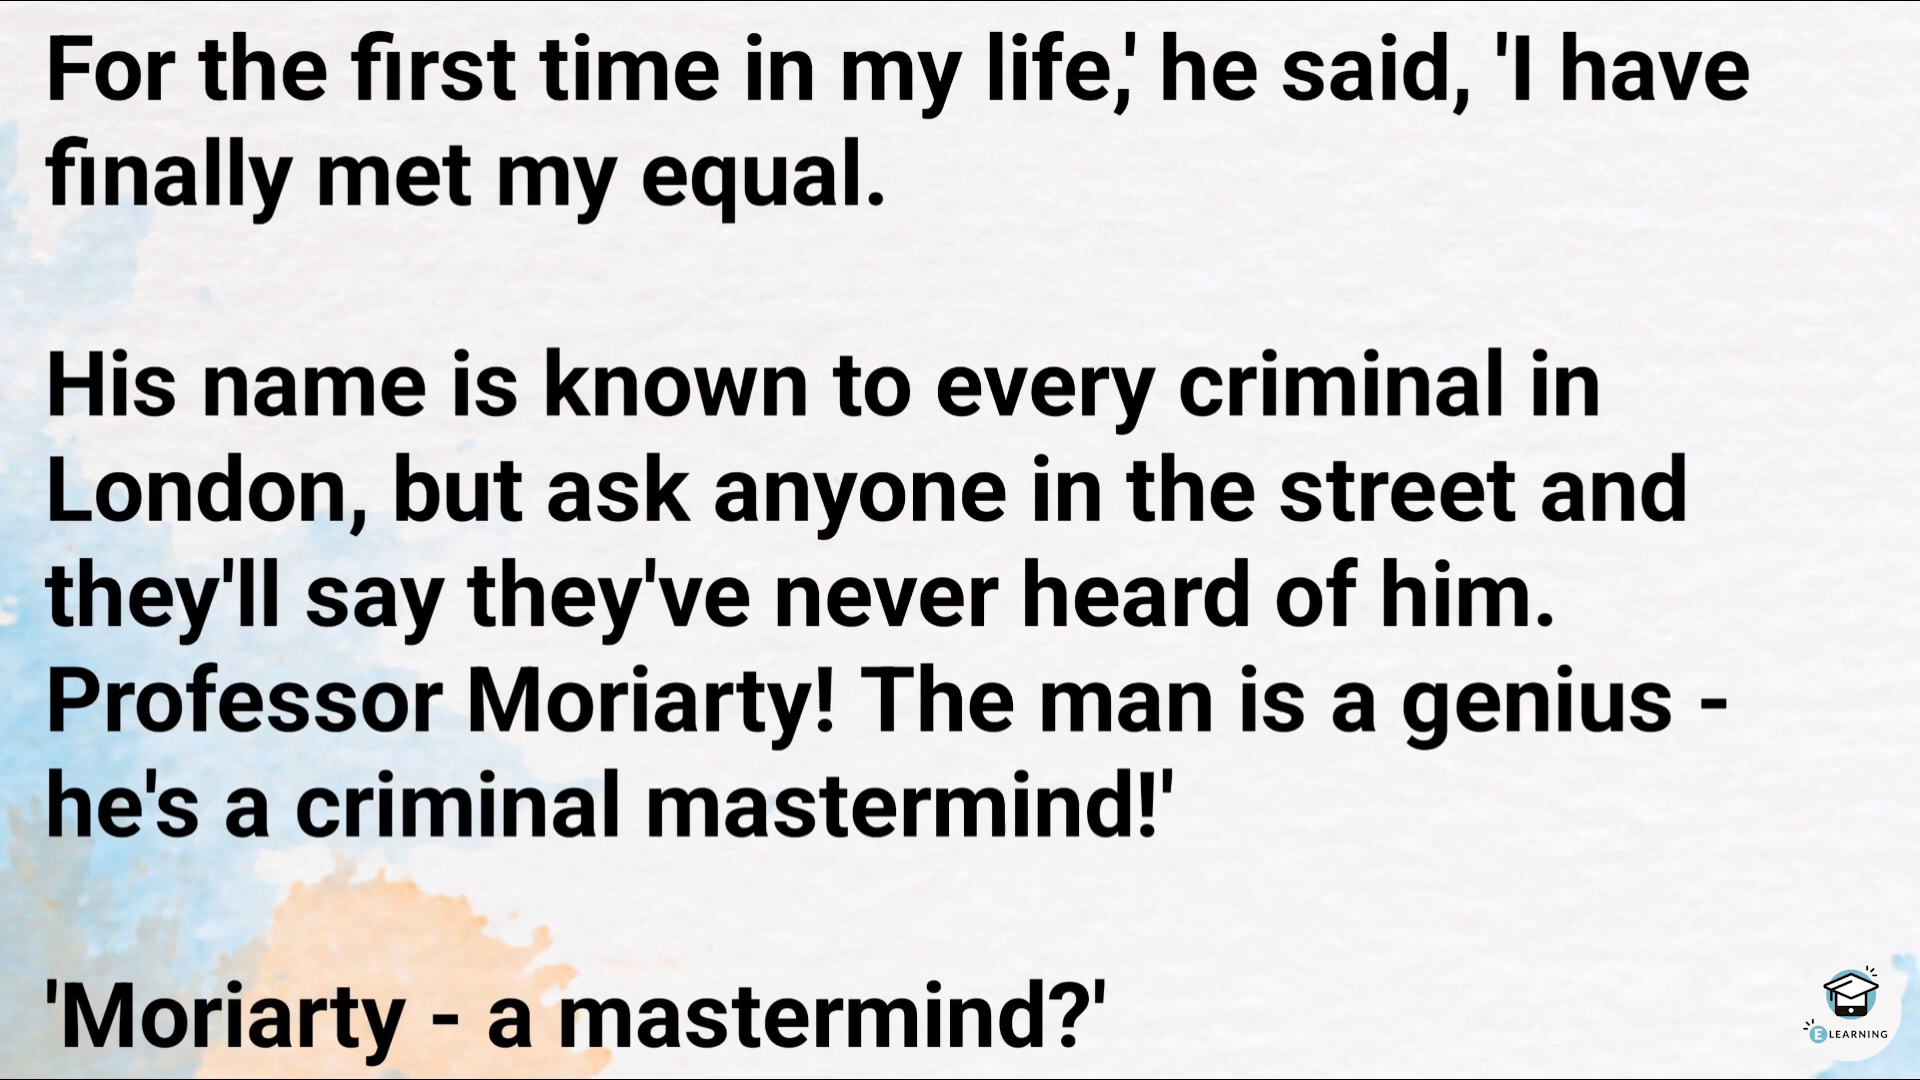 For the first time in my life,' he said, 'I have
finally met my equal.
His name is known to every criminal in
London, but ask anyone in the street and
they'll say they've never heard of him.
Professor Moriarty! The man is a genius -
he's a criminal mastermind!'
'Moriarty - a mastermind?'
E LEARNING